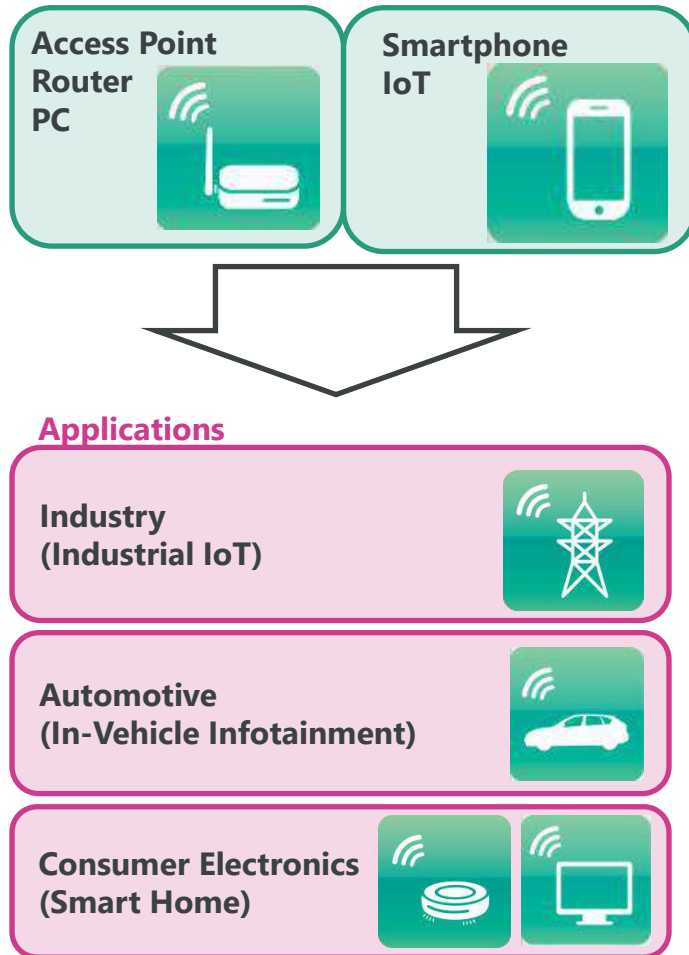 Access Point
Router
PC
Smartphone
IoT
Applications
Industry
(Industrial IoT)
Automotive
(In-Vehicle Infotainment)
Consumer Electronics
(Smart Home)